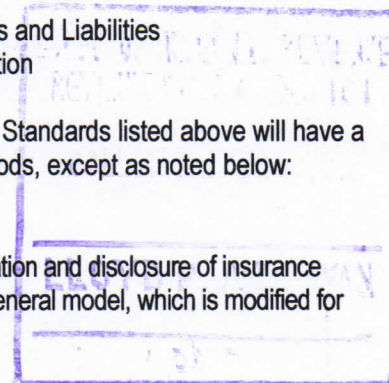 s and Liabilities
tion
Standards listed above will have a
ods, except as noted below:
ation and disclosure of insurance
eneral model, which is modified for